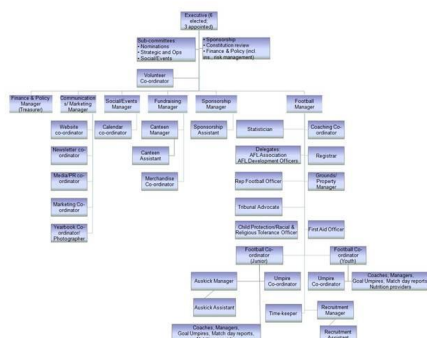 Executive (6
elected;
3 appointed)
Sub-committees
• Nominations
• Strategic and Ops
• Social/Events
• Sponsorship
• Constitution review
• Finance & Policy (incl.
ins., risk management)
Volunteer
Co-ordinator
Finance & Policy
Manager
(Treasurer)
Communication
s/ Marketing
Manager
Social/Events
Manager
Fundraising
Manager
Sponsorship
Manager
Football
Manager
Website
co-ordinator
Calendar
co-ordinator
Canteen
Manager
Sponsorship
Assistant
Statistician
Coaching Co-
ordinator
Newsletter co-
ordinator
Canteen
Assistant
Delegates:
AFL Association
AFL Development Officers
Registrar
Media/PR co-
ordinator
Merchandise
Co-ordinator
Rep Football Officer
Grounds/
Property
Manager
Marketing Co-
ordinator
Tribunal Advocate
Yearbook Co-
ordinator/
Photographer
Child Protection/Racial &
Religious Tolerance Officer
First Aid Officer
Football Co-
ordinator
(Junior)
Football Co-
ordinator
(Youth)
Auskick Manager
Umpire
Co-ordinator
Umpire
Co-ordinator
Coaches, Managers,
Goal Umpires, Match day reports,
Nutrition providers
Auskick Assistant
Time-keeper
Recruitment
Manager
Coaches, Managers,
Goal Umpires, Match day reports,
Recruitment
Assistant